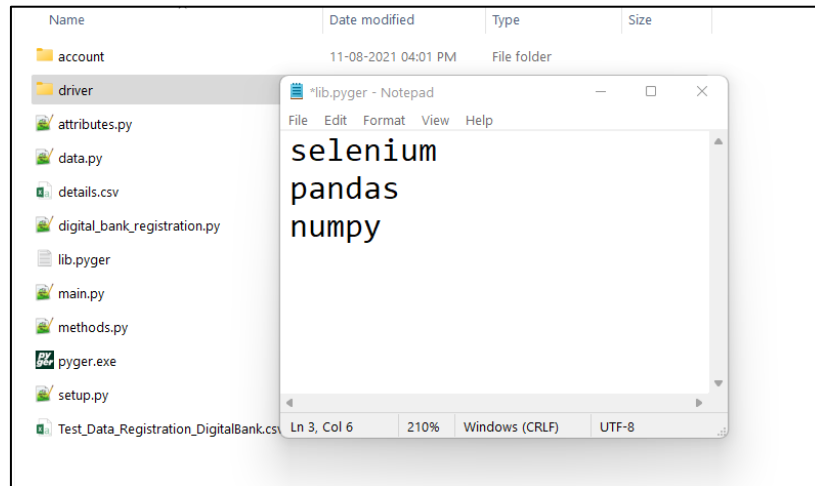 Name Date modified Type Size
account 11-08-2021 04:01 PM File folder
driver
attributes.py
data.py
details.csv
digital_bank_registration.py
lib.pyger
main.py
methods.py
pyger.exe
setup.py
Test_Data_Registration_DigitalBank.csv
*lib.pyger - Notepad
File Edit Format View Help
selenium
pandas
numpy
Ln 3, Col 6 210% Windows (CRLF) UTF-8